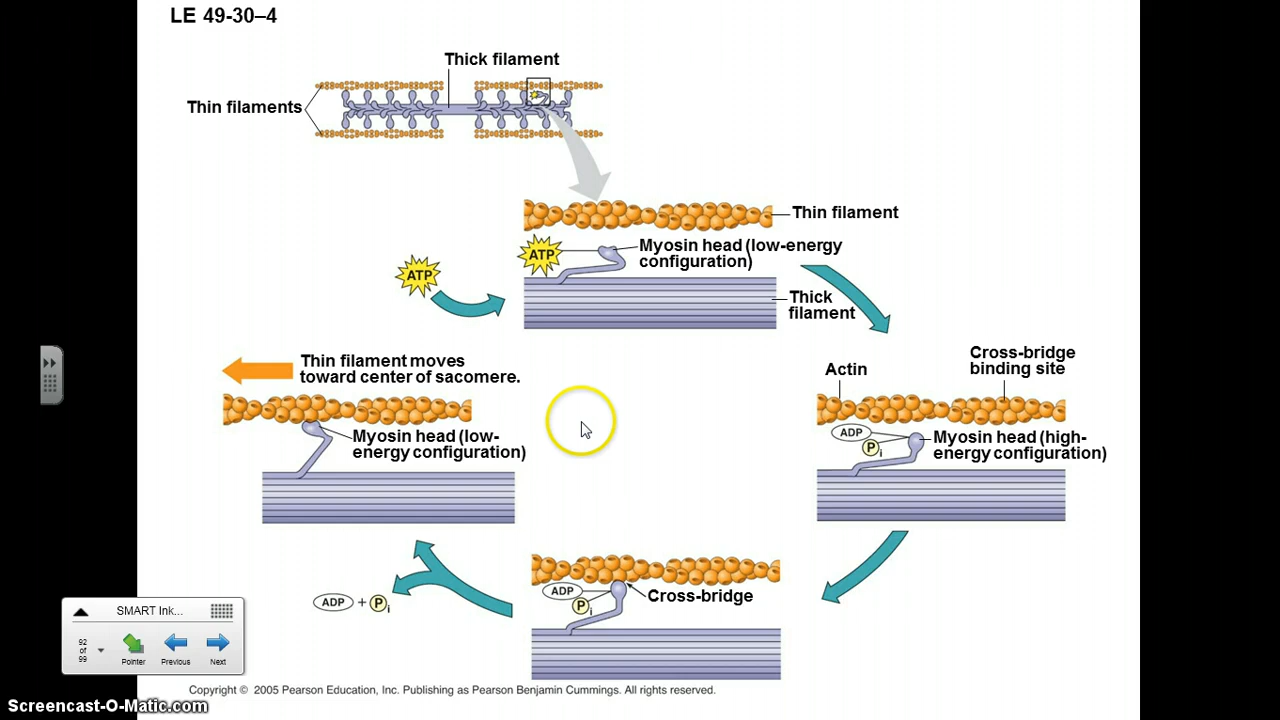 LE 49-30–4
Thick filament
Thin filaments
Thin filament
ATP
Myosin head (low-energy
configuration)
ATP
Thick
filament
Thin filament moves
toward center of sacomere.
Actin
Cross-bridge
binding site
ADP
Pi
Myosin head (high-
energy configuration)
Myosin head (low-
energy configuration)
ADP
Pi
Cross-bridge
ADP + Pi
SMART Ink...
92
of
99
Pointer
Previous
Next
Copyright © 2005 Pearson Education, Inc. Publishing as Pearson Benjamin Cummings. All rights reserved.
Screencast-O-Matic.com